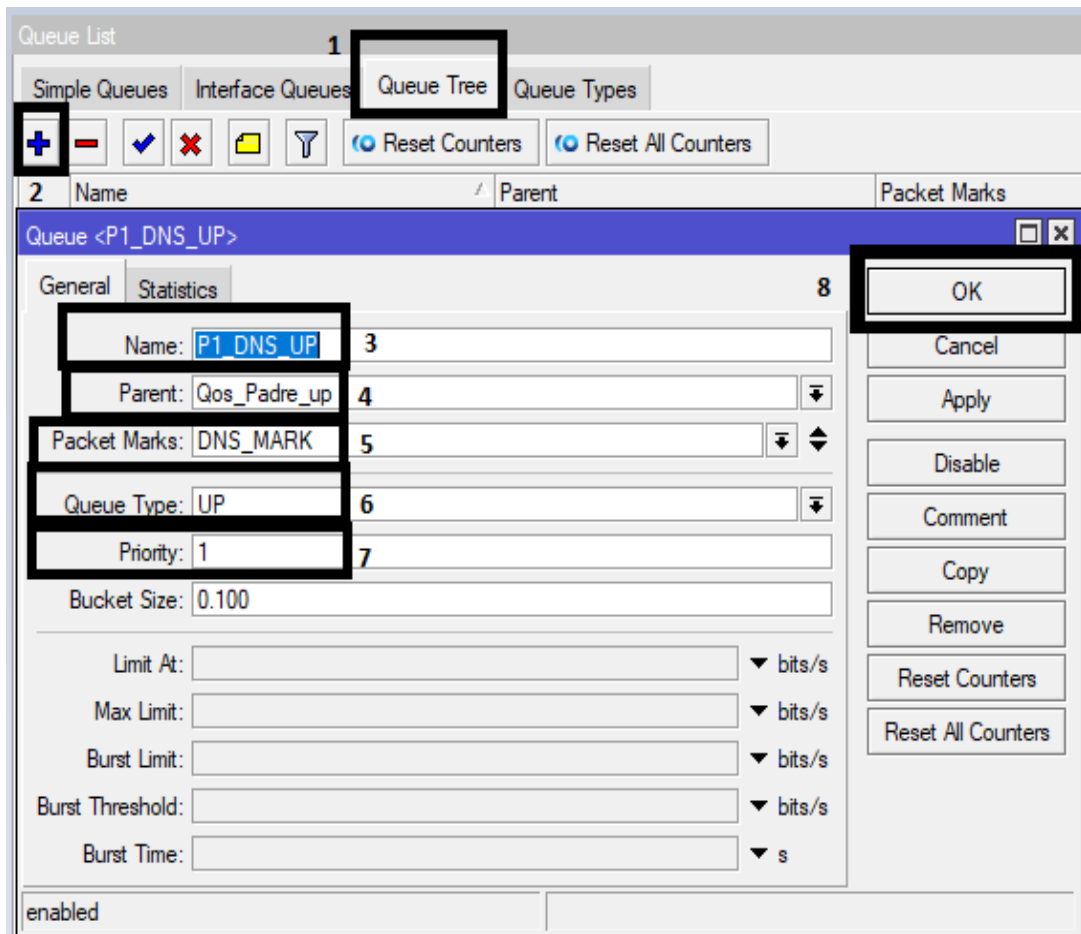 Queue List
1
Simple Queues Interface Queues Queue Tree Queue Types
Reset Counters Reset All Counters
2 Name Parent Packet Marks
Queue <P1_DNS_UP>
General Statistics 8 OK
Name: P1_DNS_UP 3 Cancel
Parent: Qos_Padre_up 4 Apply
Packet Marks: DNS_MARK 5
Disable
Queue Type: UP 6 Comment
Priority: 1 7
Copy
Bucket Size: 0.100
Remove
Limit At: bits/s Reset Counters
Max Limit: bits/s
Reset All Counters
Burst Limit: bits/s
Burst Threshold: bits/s
Burst Time: s
enabled